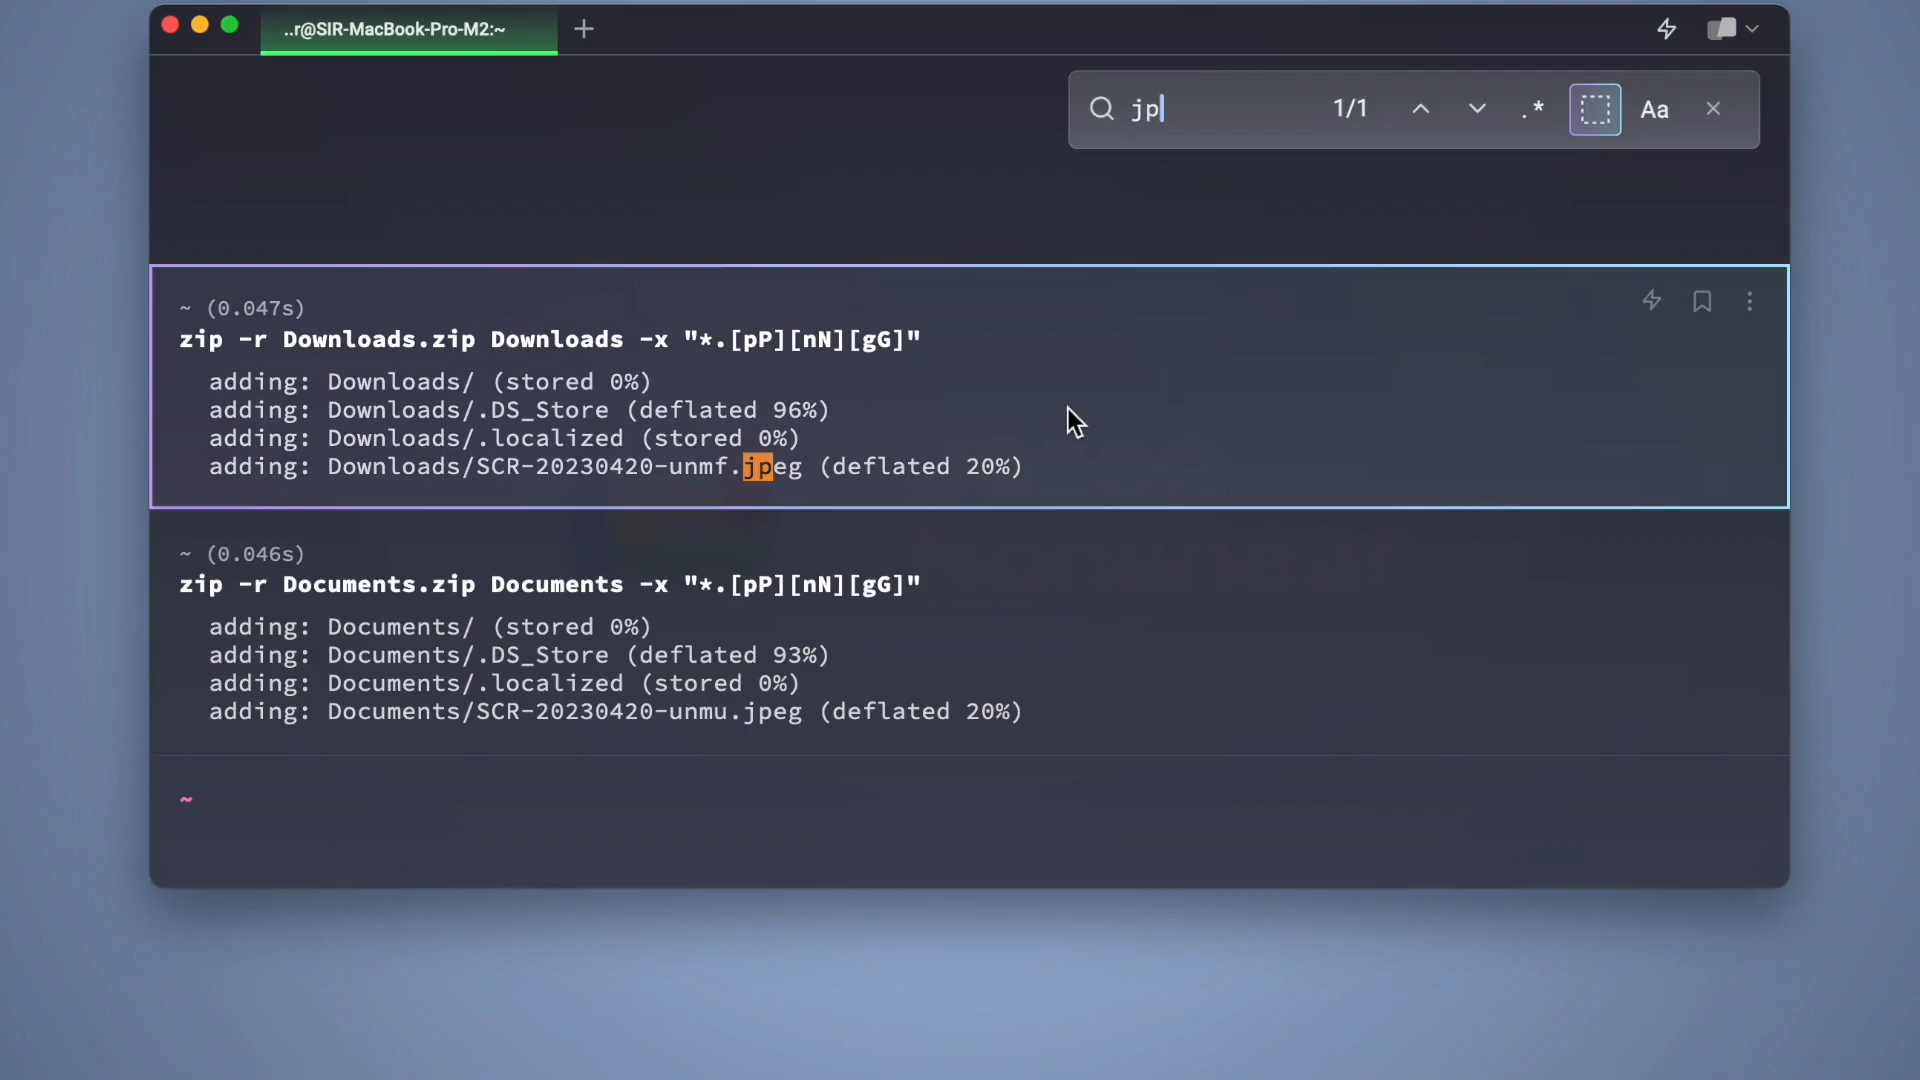 ..r@SIR-MacBook-Pro-M2:~
jp 1/1 .* Aa
~ (0.047s)
zip -r Downloads.zip Downloads -x "*.[pP][nN][gG]"
adding: Downloads/ (stored 0%)
adding: Downloads/.DS_Store (deflated 96%)
adding: Downloads/.localized (stored 0%)
adding: Downloads/SCR-20230420-unmf.jpeg (deflated 20%)
~ (0.046s)
zip -r Documents.zip Documents -x "*.[pP][nN][gG]"
adding: Documents/ (stored 0%)
adding: Documents/.DS_Store (deflated 93%)
adding: Documents/.localized (stored 0%)
adding: Documents/SCR-20230420-unmu.jpeg (deflated 20%)
~